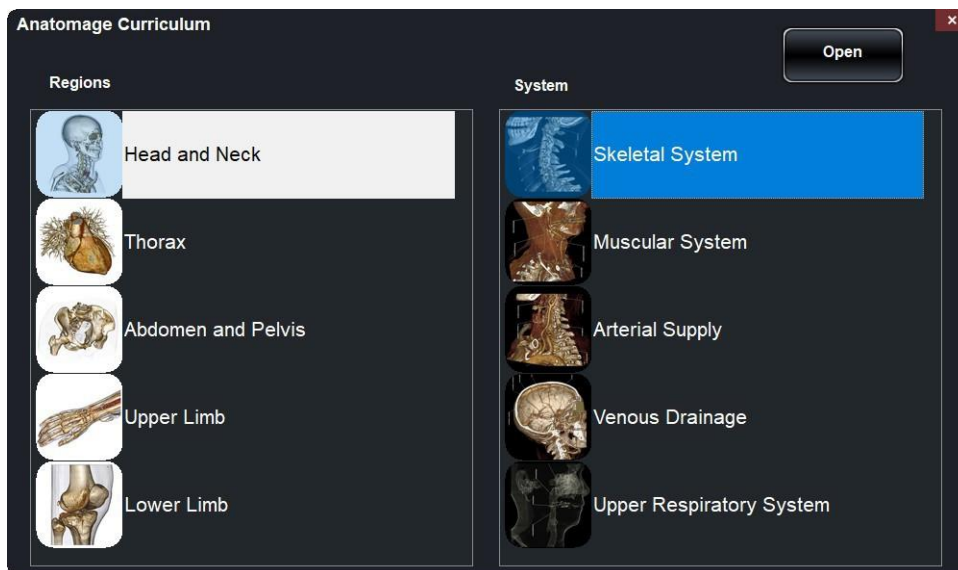 Anatomage Curriculum
Open
Regions
Head and Neck
Thorax
Abdomen and Pelvis
Upper Limb
Lower Limb
System
Skeletal System
Muscular System
Arterial Supply
Venous Drainage
Upper Respiratory System